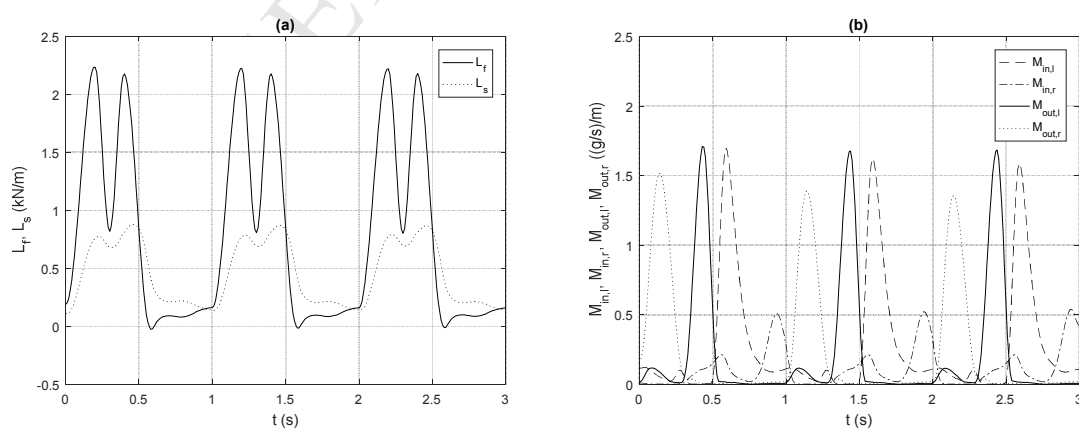 (a)
2.5
2
1.5
1
0.5
0
-0.5
0 0.5 1 1.5 2 2.5 3
L_f, L_s (kN/m)
t (s)
L_f
L_s
(b)
2.5
2
1.5
1
0.5
0
0 0.5 1 1.5 2 2.5 3
M_in,l, M_in,r, M_out,l, M_out,r ((g/s)/m)
t (s)
M_in,l
M_in,r
M_out,l
M_out,r